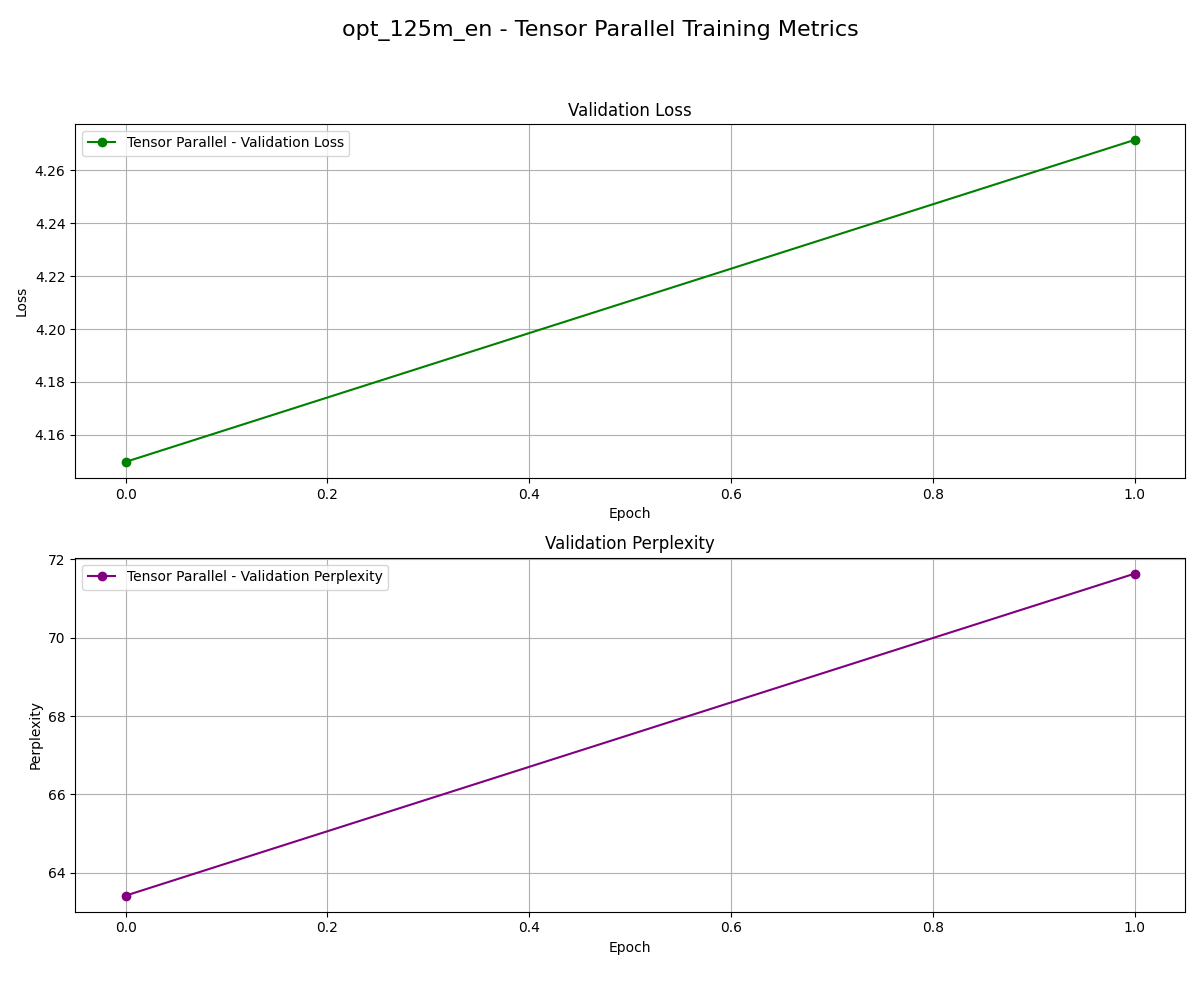 opt_125m_en - Tensor Parallel Training Metrics
Validation Loss
Tensor Parallel - Validation Loss
Loss
4.26
4.24
4.22
4.20
4.18
4.16
0.0 0.2 0.4 0.6 0.8 1.0
Epoch
Validation Perplexity
Tensor Parallel - Validation Perplexity
Perplexity
72
70
68
66
64
0.0 0.2 0.4 0.6 0.8 1.0
Epoch